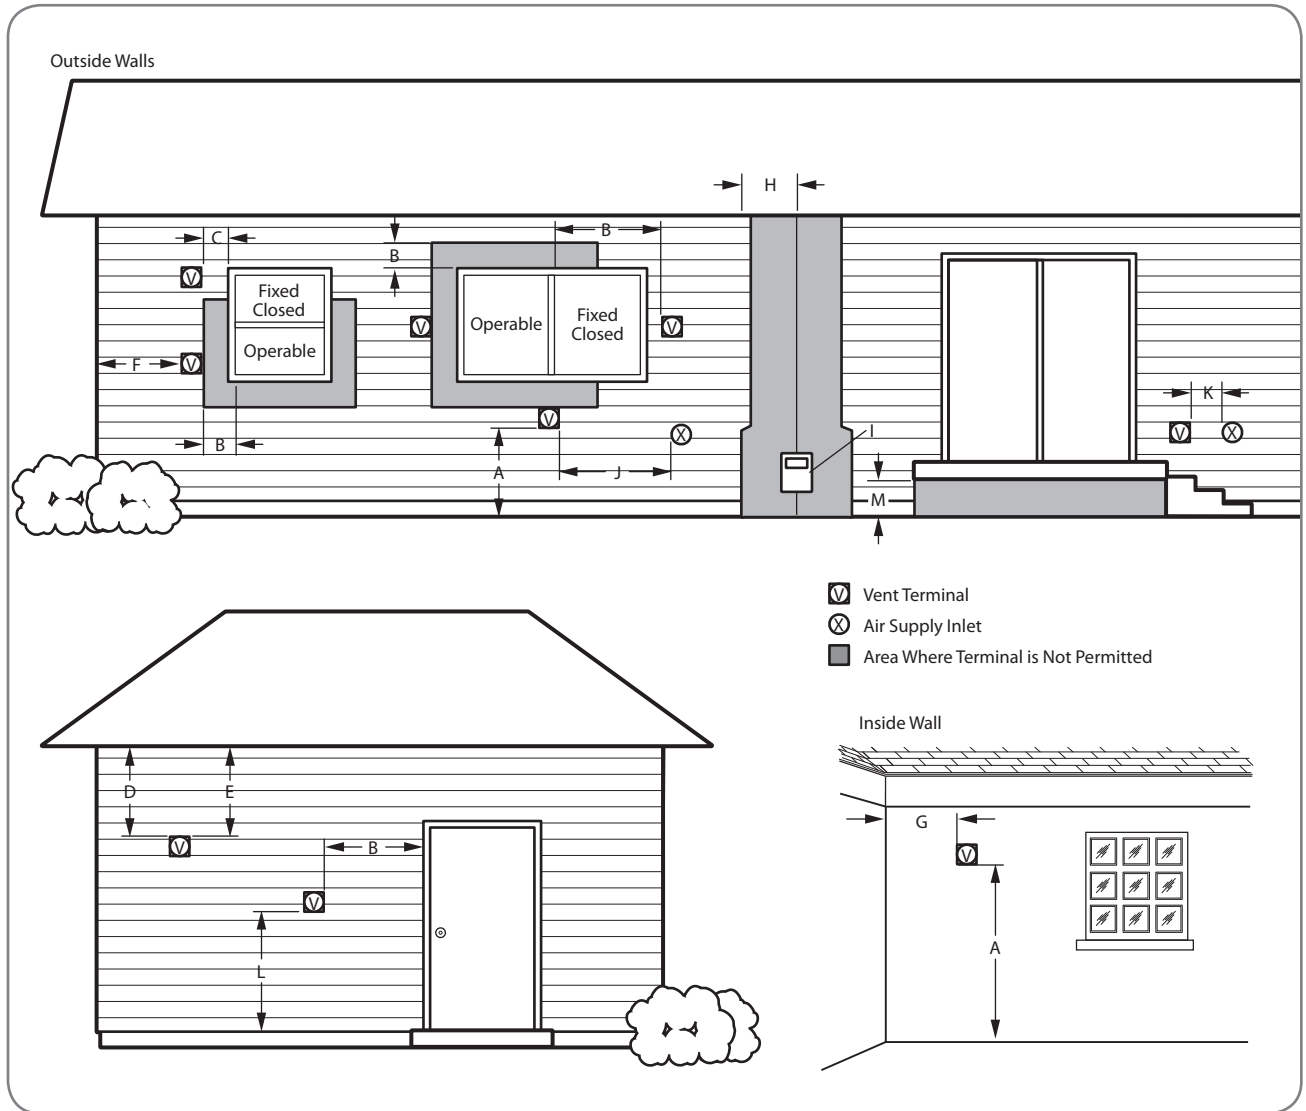 Outside Walls
H
C
B
B
V
Fixed
Closed
Operable
Fixed
Closed
V
V
Operable
F
V
K
B
V
X
V
X
I
A
J
M
V Vent Terminal
X Air Supply Inlet
Area Where Terminal is Not Permitted
Inside Wall
D
E
G
V
B
V
V
L
A